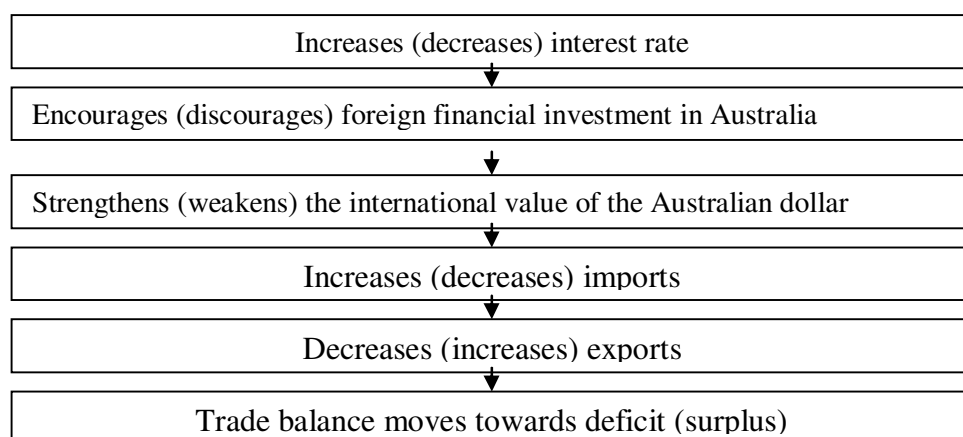 Increases (decreases) interest rate
Encourages (discourages) foreign financial investment in Australia
Strengthens (weakens) the international value of the Australian dollar
Increases (decreases) imports
Decreases (increases) exports
Trade balance moves towards deficit (surplus)